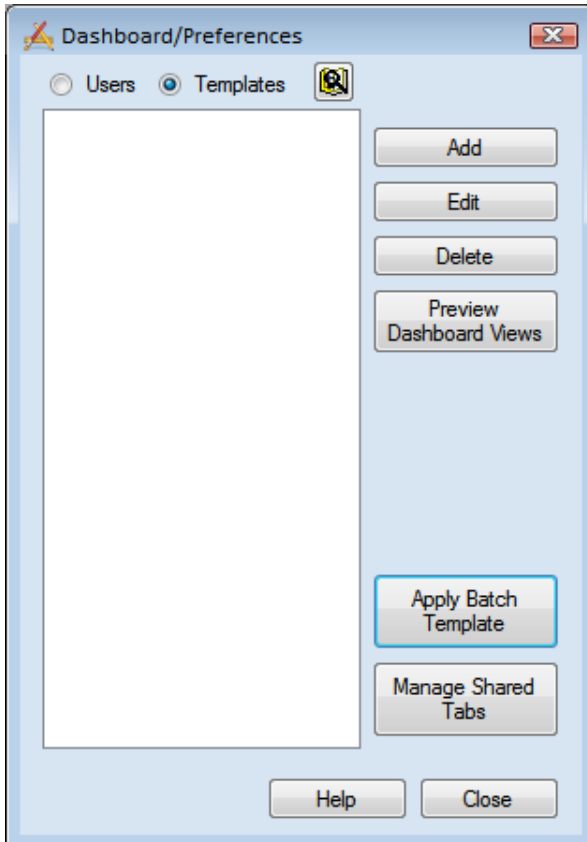 Dashboard/Preferences
Users Templates
Add
Edit
Delete
Preview
Dashboard Views
Apply Batch
Template
Manage Shared
Tabs
Help Close